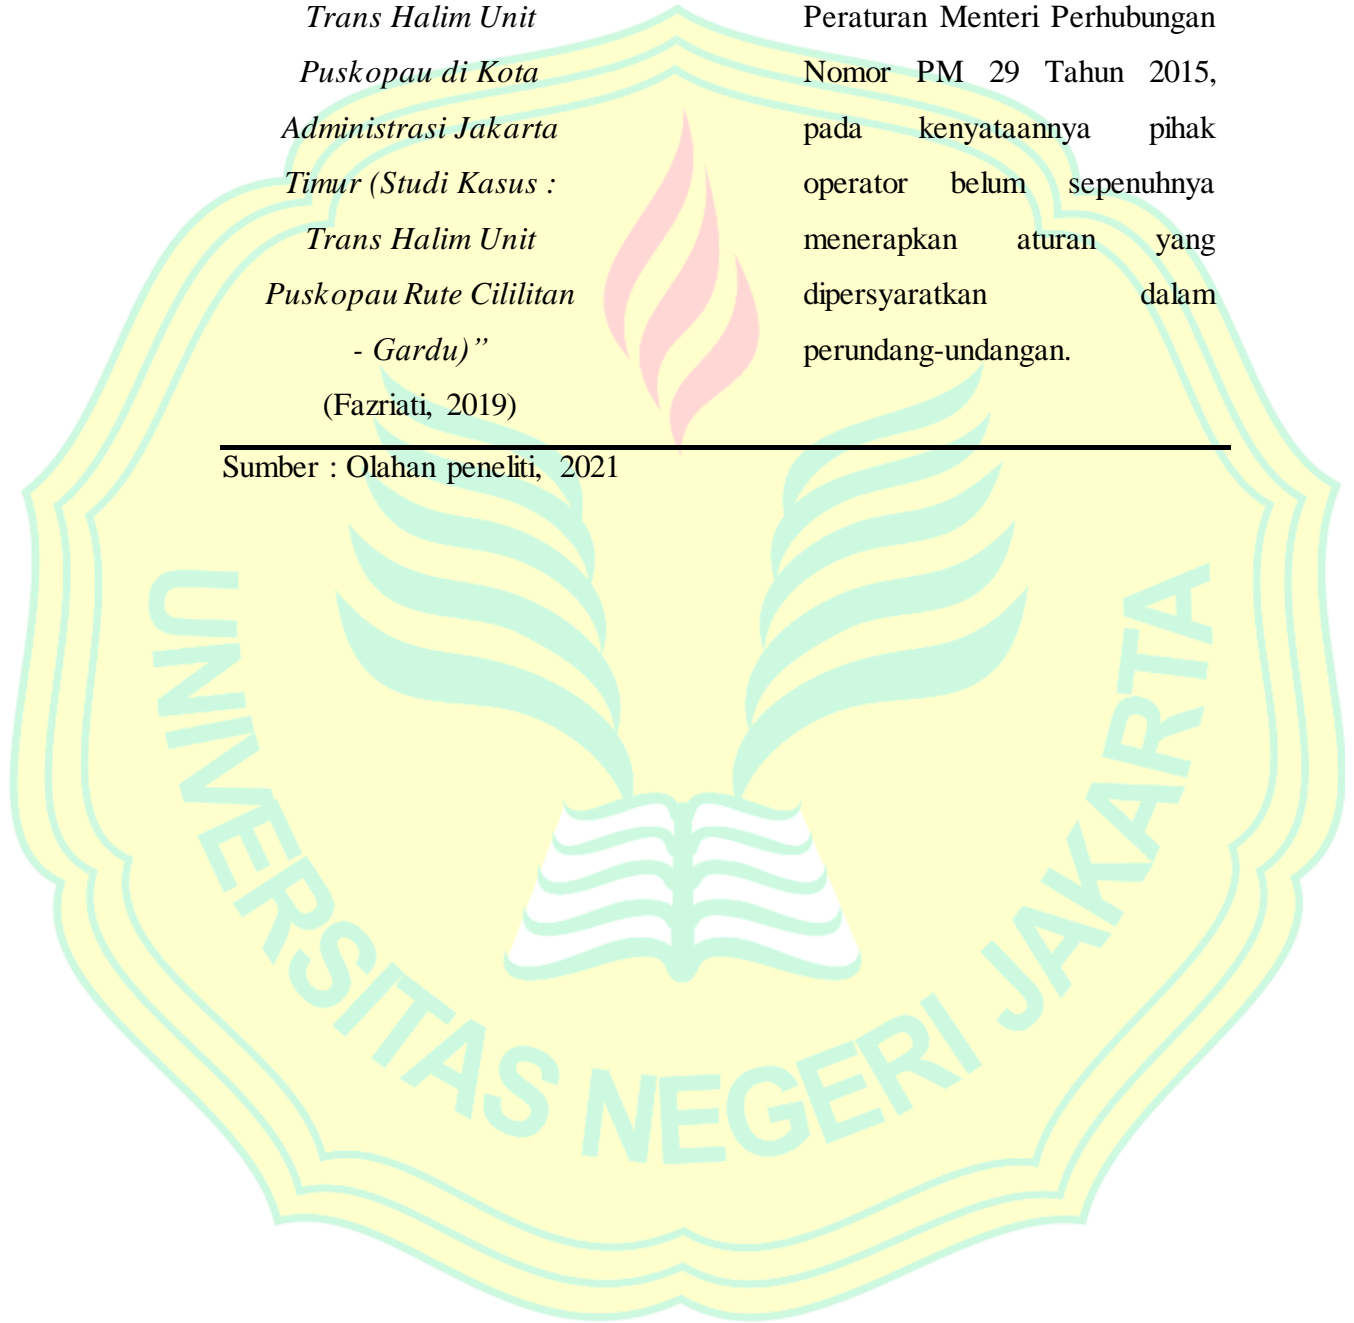 Trans Halim Unit
Puskopau di Kota
Administrasi Jakarta
Timur (Studi Kasus :
Trans Halim Unit
Puskopau Rute Cililitan
- Gardu)”
(Fazriati, 2019)
Peraturan Menteri Perhubungan
Nomor PM 29 Tahun 2015,
pada kenyataannya pihak
operator belum sepenuhnya
menerapkan aturan yang
dipersyaratkan dalam
perundang-undangan.
Sumber : Olahan peneliti, 2021
UNIVERSITAS NEGERI JAKARTA